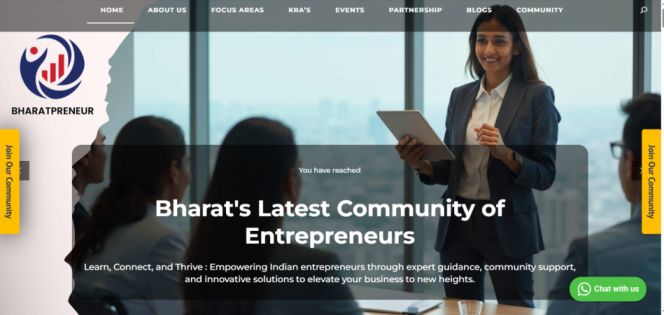 HOME ABOUT US FOCUS AREAS KRA'S EVENTS PARTNERSHIP BLOGS COMMUNITY
BHARATPRENEUR
Join Our Community
Join Our Community
You have reached
Bharat's Latest Community of
Entrepreneurs
Learn, Connect, and Thrive : Empowering Indian entrepreneurs through expert guidance, community support,
and innovative solutions to elevate your business to new heights.
Chat with us